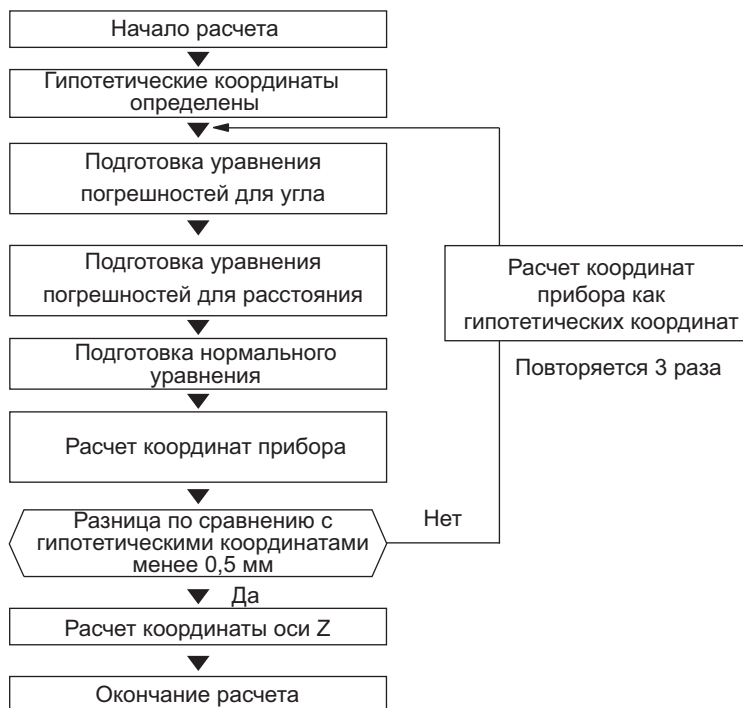 Начало расчета
Гипотетические координаты
определены
Подготовка уравнения
погрешностей для угла
Подготовка уравнения
погрешностей для расстояния
Подготовка нормального
уравнения
Расчет координат прибора
Разница по сравнению с
гипотетическими координатами
менее 0,5 мм
Нет
Расчет координат
прибора как
гипотетических координат
Повторяется 3 раза
Да
Расчет координаты оси Z
Окончание расчета